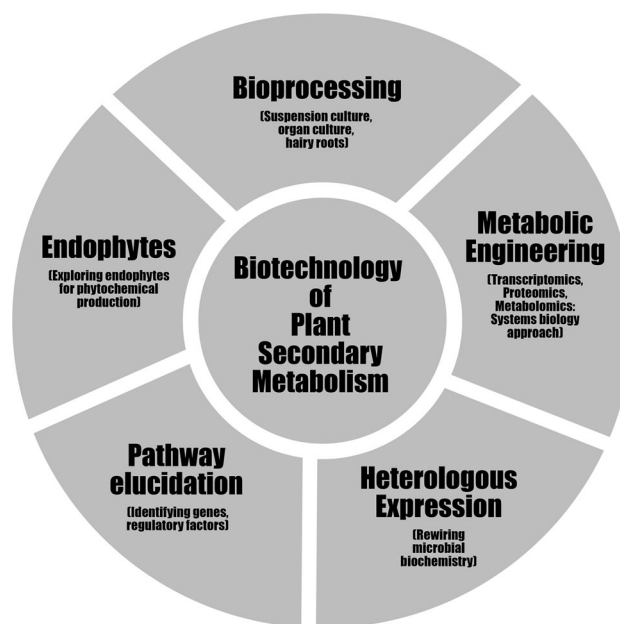 Bioprocessing
(Suspension culture,
organ culture,
hairy roots)
Metabolic
Engineering
(Transcriptomics,
Proteomics,
Metabolomics:
Systems biology
approach)
Heterologous
Expression
(Rewiring
microbial
biochemistry)
Pathway
elucidation
(Identifying genes,
regulatory factors)
Endophytes
(Exploring endophytes
for phytochemical
production)
Biotechnology
of
Plant
Secondary
Metabolism